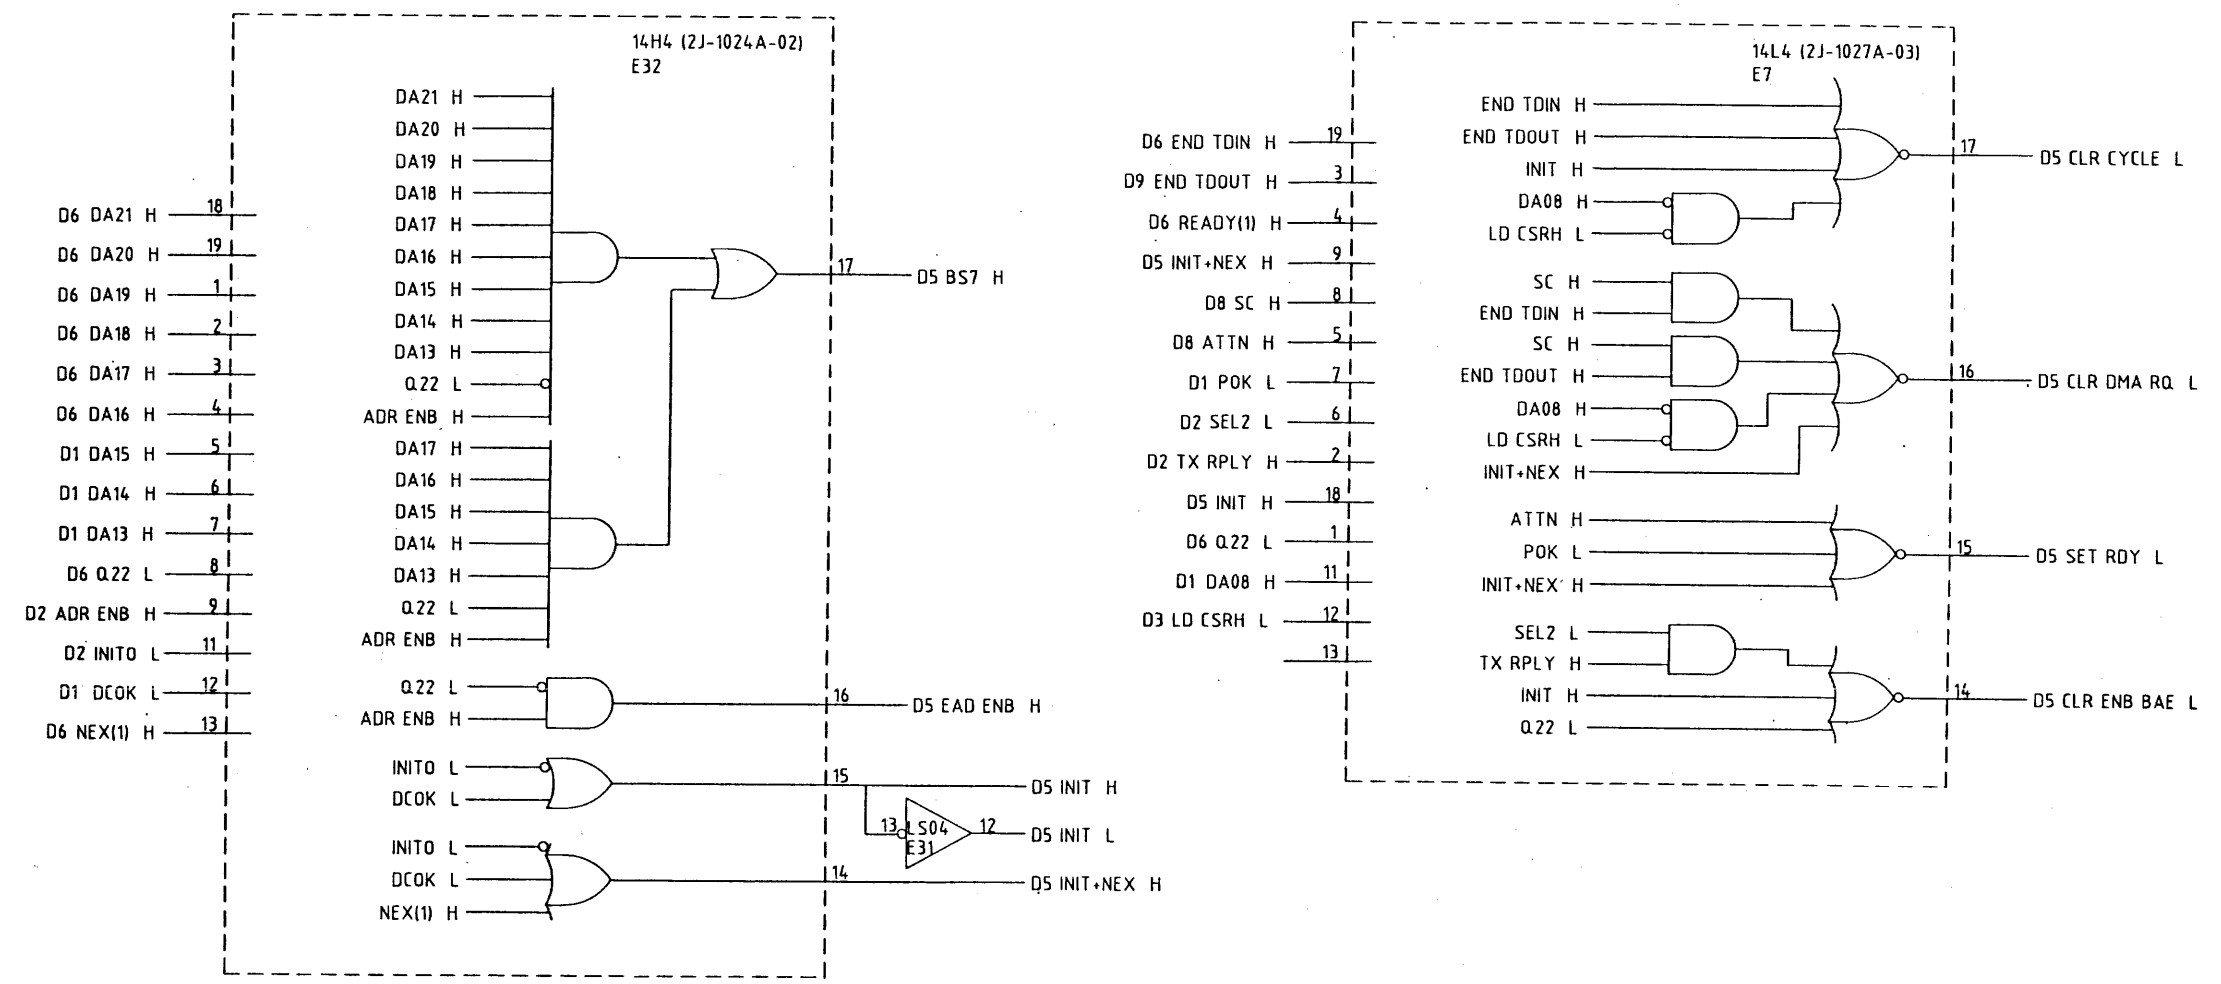 14H4 (2J-1024A-02)
E32
D6 DA21 H 18
D6 DA20 H 19
D6 DA19 H 1
D6 DA18 H 2
D6 DA17 H 3
D6 DA16 H 4
D1 DA15 H 5
D1 DA14 H 6
D1 DA13 H 7
D6 Q22 L 8
D2 ADR ENB H 9
D2 INITO L 11
D1 DCOK L 12
D6 NEX(1) H 13
DA21 H
DA20 H
DA19 H
DA18 H
DA17 H
DA16 H
DA15 H
DA14 H
DA13 H
Q22 L
ADR ENB H
DA17 H
DA16 H
DA15 H
DA14 H
DA13 H
Q22 L
ADR ENB H
17 D5 BS7 H
Q22 L
ADR ENB H
16 D5 EAD ENB H
INITO L
DCOK L
15 D5 INIT H
13 LS04 12 D5 INIT L
E31
INITO L
DCOK L
NEX(1) H
14 D5 INIT+NEX H
14L4 (2J-1027A-03)
E7
D6 END TDIN H 19
D9 END TDOUT H 3
D6 READY(1) H 4
D5 INIT+NEX H 9
D8 SC H 8
D8 ATTN H 5
D1 POK L 7
D2 SEL2 L 6
D2 TX RPLY H 2
D5 INIT H 18
D6 Q22 L 1
D1 DA08 H 11
D3 LD CSRH L 12
13
END TDIN H
END TDOUT H
INIT H
DA08 H
LD CSRH L
17 D5 CLR CYCLE L
SC H
END TDIN H
SC H
END TDOUT H
DA08 H
LD CSRH L
INIT+NEX H
16 D5 CLR DMA RQ L
ATTN H
POK L
INIT+NEX H
15 D5 SET RDY L
SEL2 L
TX RPLY H
INIT H
Q22 L
14 D5 CLR ENB BAE L